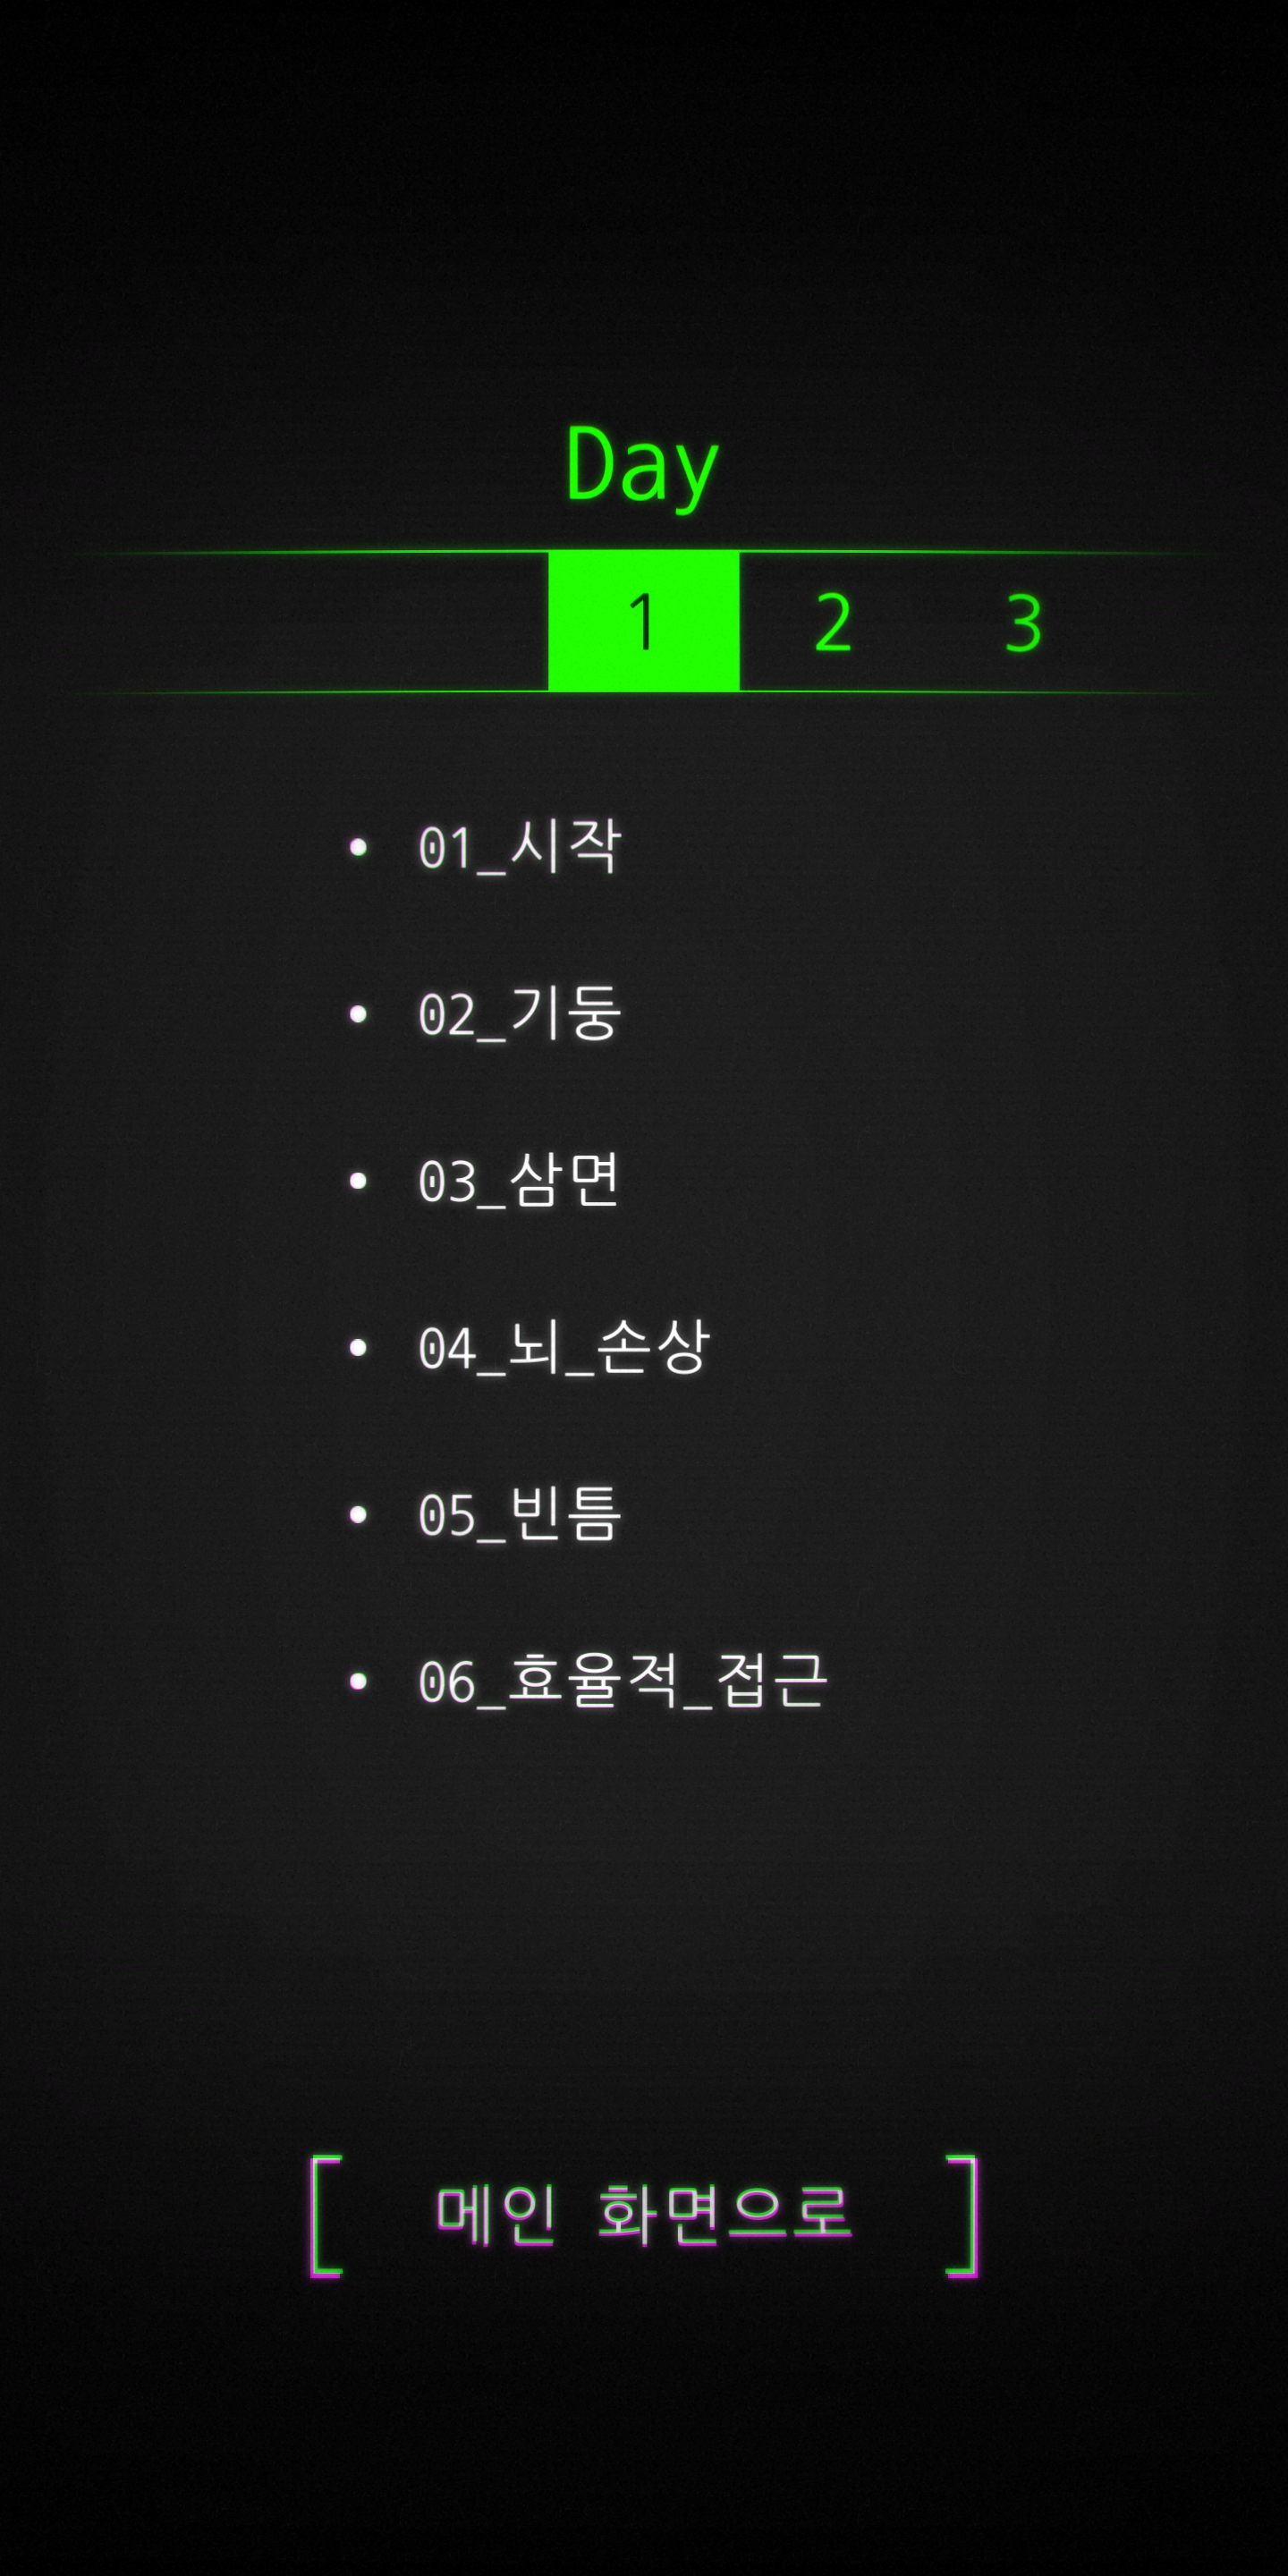 Day
1 2 3
• 01_시작
• 02_기둥
• 03_삼면
• 04_뇌_손상
• 05_빈틈
• 06_효율적_접근
[ 메인 화면으로 ]